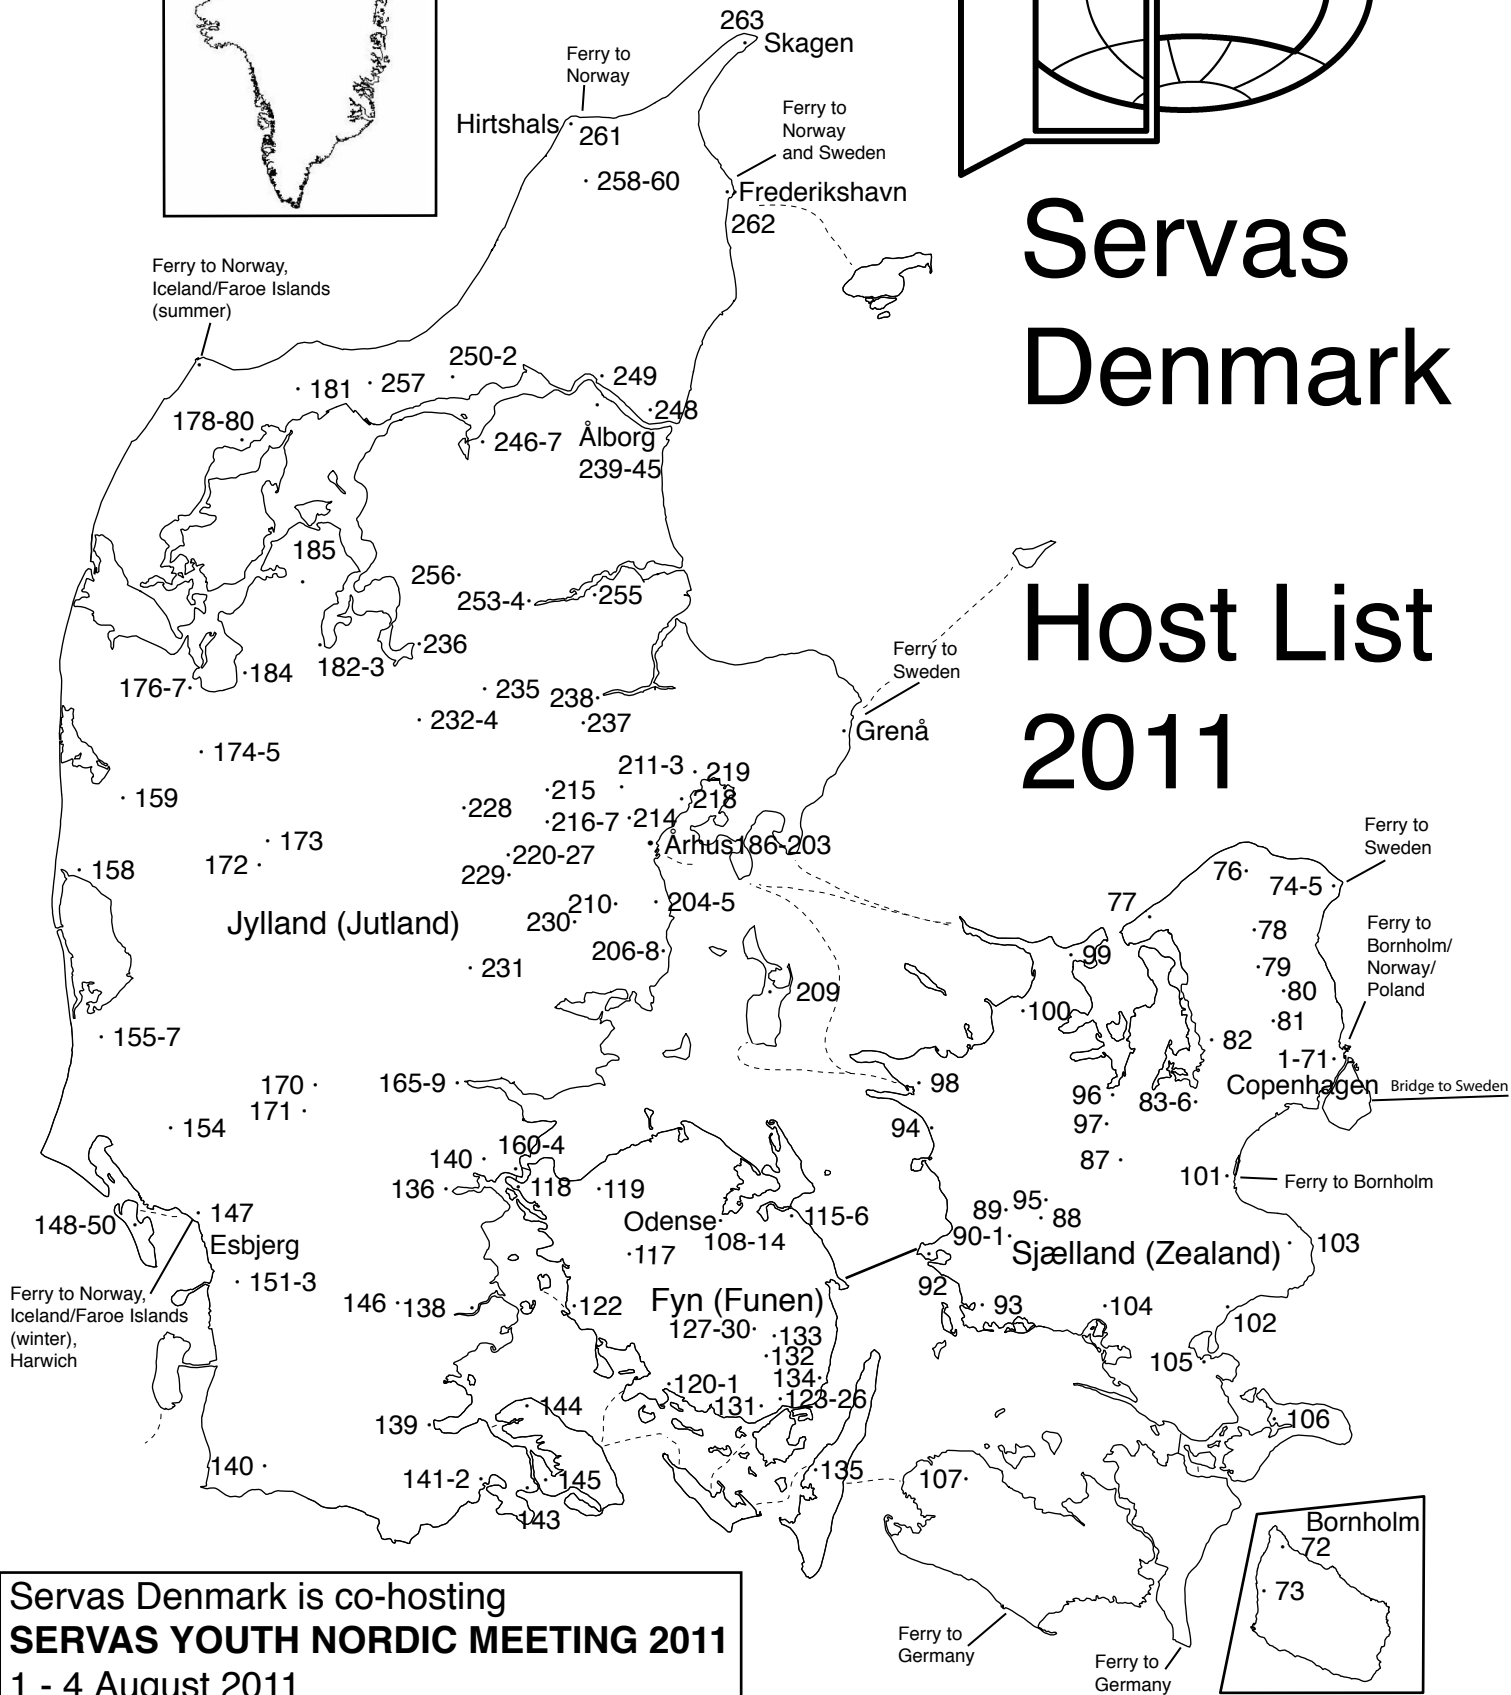 263
Skagen
Ferry to
Norway
Hirtshals
261
Ferry to
Norway
and Sweden
258-60
Frederikshavn
262
Servas
Denmark
Ferry to Norway,
Iceland/Faroe Islands
(summer)
250-2
181
257
249
178-80
248
246-7
Ålborg
239-45
Host List
2011
185
256
253-4
255
236
182-3
184
176-7
Ferry to
Sweden
235
238
232-4
237
Grenå
174-5
211-3
219
159
228
215
218
216-7
214
173
Århus186-203
172
220-27
229
158
210
204-5
230
Jylland (Jutland)
206-8
231
209
155-7
Ferry to
Sweden
76
74-5
77
78
Ferry to
Bornholm/
Norway/
Poland
99
79
80
100
81
82
1-71
Copenhagen
Bridge to Sweden
170
165-9
98
96
83-6
171
154
94
97
160-4
140
87
136
118
119
101
Ferry to Bornholm
147
148-50
Esbjerg
Odense
115-6
108-14
89
95
88
90-1
Sjælland (Zealand)
103
117
151-3
Ferry to Norway,
Iceland/Faroe Islands
(winter),
Harwich
146
138
122
Fyn (Funen)
92
93
104
102
127-30
133
132
105
134
120-1
123-26
131
144
139
106
140
141-2
145
135
107
143
Bornholm
72
73
Servas Denmark is co-hosting
SERVAS YOUTH NORDIC MEETING 2011
1 - 4 August 2011
Ferry to
Germany
Ferry to
Germany